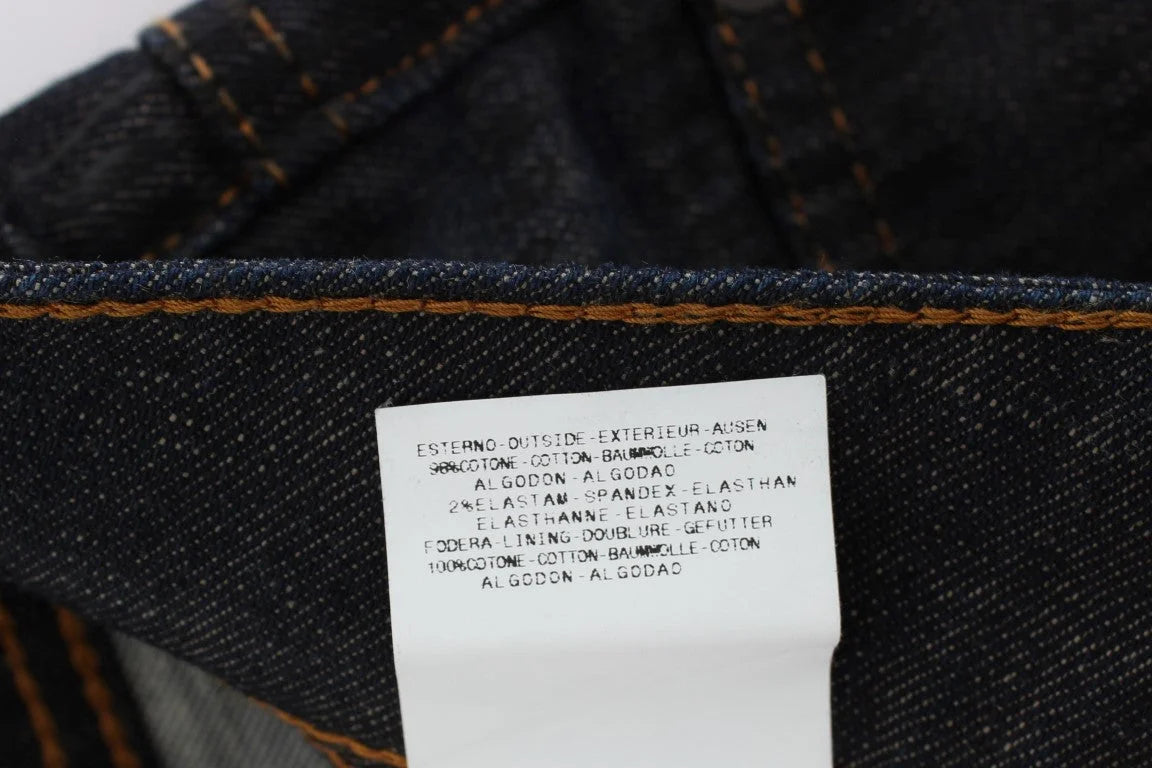 ESTERNO-OUTSIDE-EXTERIEUR-AUSEN
98%COTONE-COTTON-BAUMWOLLE-COTON
ALGODON-ALGODAO
2%ELASTAM-SPANDEX-ELASTHAN
ELASTHANNE-ELASTANO
FODERA-LINING-DOUBLURE-GEFUTTER
100%COTONE-COTTON-BAUMWOLLE-COTON
ALGODON-ALGODAO